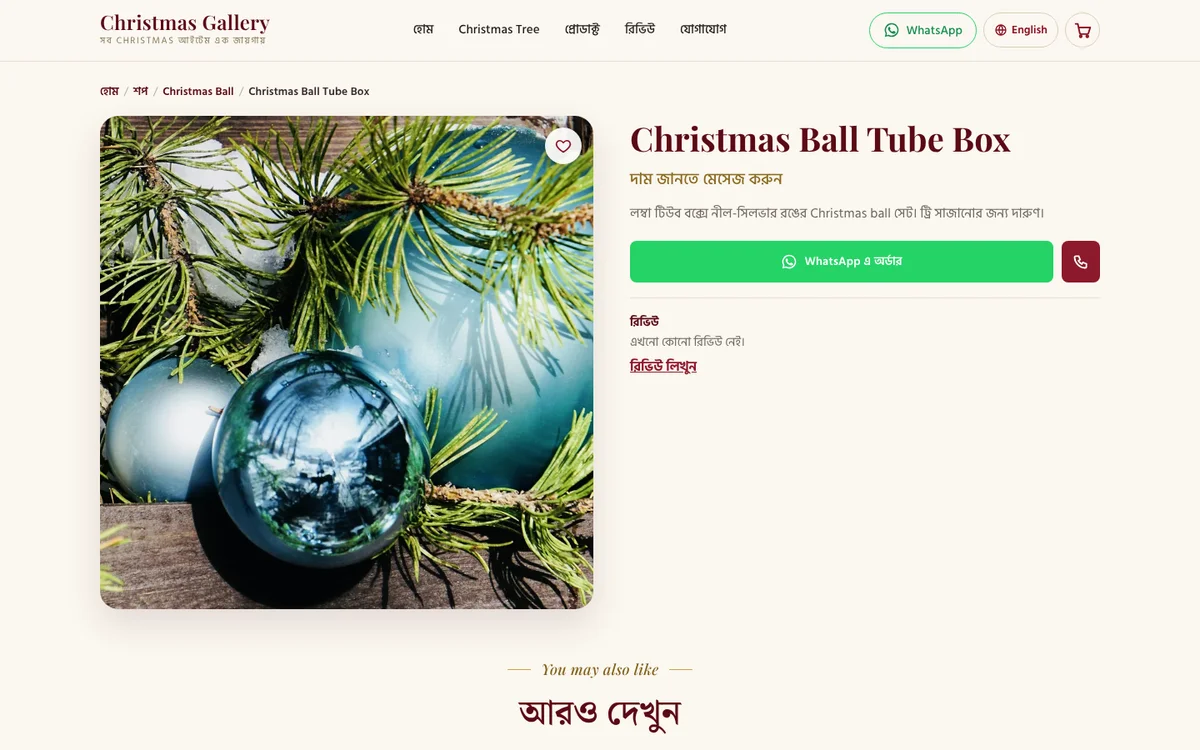 Christmas Gallery
সব CHRISTMAS আইটেম এক জায়গায়
হোম Christmas Tree প্রোডাক্ট রিভিউ যোগাযোগ
WhatsApp English
হোম / শপ / Christmas Ball / Christmas Ball Tube Box
Christmas Ball Tube Box
দাম জানতে মেসেজ করুন
লম্বা টিউব বক্সে নীল-সিলভার রঙের Christmas ball সেট। ট্রি সাজানোর জন্য দারুণ।
WhatsApp এ অর্ডার
রিভিউ
এখনো কোনো রিভিউ নেই।
রিভিউ লিখুন
You may also like
আরও দেখুন